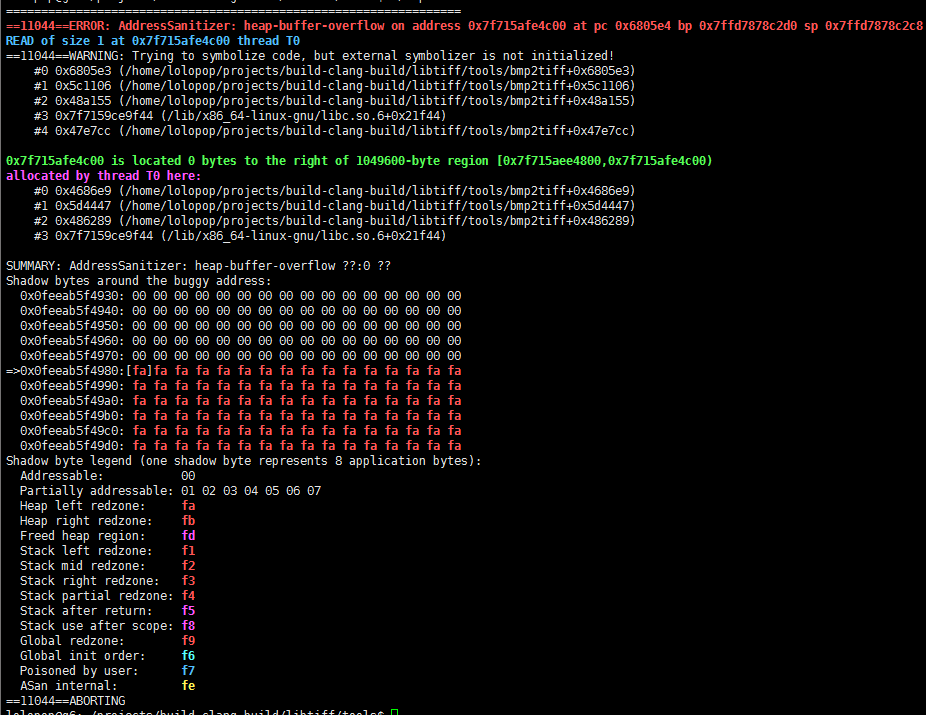 =================================================================
==11044==ERROR: AddressSanitizer: heap-buffer-overflow on address 0x7f715afe4c00 at pc 0x6805e4 bp 0x7ffd7878c2d0 sp 0x7ffd7878c2c8
READ of size 1 at 0x7f715afe4c00 thread T0
==11044==WARNING: Trying to symbolize code, but external symbolizer is not initialized!
    #0 0x6805e3 (/home/lolopop/projects/build-clang-build/libtiff/tools/bmp2tiff+0x6805e3)
    #1 0x5c1106 (/home/lolopop/projects/build-clang-build/libtiff/tools/bmp2tiff+0x5c1106)
    #2 0x48a155 (/home/lolopop/projects/build-clang-build/libtiff/tools/bmp2tiff+0x48a155)
    #3 0x7f7159ce9f44 (/lib/x86_64-linux-gnu/libc.so.6+0x21f44)
    #4 0x47e7cc (/home/lolopop/projects/build-clang-build/libtiff/tools/bmp2tiff+0x47e7cc)
0x7f715afe4c00 is located 0 bytes to the right of 1049600-byte region [0x7f715aee4800,0x7f715afe4c00)
allocated by thread T0 here:
    #0 0x4686e9 (/home/lolopop/projects/build-clang-build/libtiff/tools/bmp2tiff+0x4686e9)
    #1 0x5d4447 (/home/lolopop/projects/build-clang-build/libtiff/tools/bmp2tiff+0x5d4447)
    #2 0x486289 (/home/lolopop/projects/build-clang-build/libtiff/tools/bmp2tiff+0x486289)
    #3 0x7f7159ce9f44 (/lib/x86_64-linux-gnu/libc.so.6+0x21f44)
SUMMARY: AddressSanitizer: heap-buffer-overflow ??:0 ??
Shadow bytes around the buggy address:
  0x0feeab5f4930: 00 00 00 00 00 00 00 00 00 00 00 00 00 00 00 00
  0x0feeab5f4940: 00 00 00 00 00 00 00 00 00 00 00 00 00 00 00 00
  0x0feeab5f4950: 00 00 00 00 00 00 00 00 00 00 00 00 00 00 00 00
  0x0feeab5f4960: 00 00 00 00 00 00 00 00 00 00 00 00 00 00 00 00
  0x0feeab5f4970: 00 00 00 00 00 00 00 00 00 00 00 00 00 00 00 00
=>0x0feeab5f4980:[fa]fa fa fa fa fa fa fa fa fa fa fa fa fa fa fa
  0x0feeab5f4990: fa fa fa fa fa fa fa fa fa fa fa fa fa fa fa fa
  0x0feeab5f49a0: fa fa fa fa fa fa fa fa fa fa fa fa fa fa fa fa
  0x0feeab5f49b0: fa fa fa fa fa fa fa fa fa fa fa fa fa fa fa fa
  0x0feeab5f49c0: fa fa fa fa fa fa fa fa fa fa fa fa fa fa fa fa
  0x0feeab5f49d0: fa fa fa fa fa fa fa fa fa fa fa fa fa fa fa fa
Shadow byte legend (one shadow byte represents 8 application bytes):
  Addressable:           00
  Partially addressable: 01 02 03 04 05 06 07
  Heap left redzone:     fa
  Heap right redzone:    fb
  Freed heap region:     fd
  Stack left redzone:    f1
  Stack mid redzone:     f2
  Stack right redzone:   f3
  Stack partial redzone: f4
  Stack after return:    f5
  Stack use after scope: f8
  Global redzone:        f9
  Global init order:     f6
  Poisoned by user:      f7
  ASan internal:         fe
==11044==ABORTING